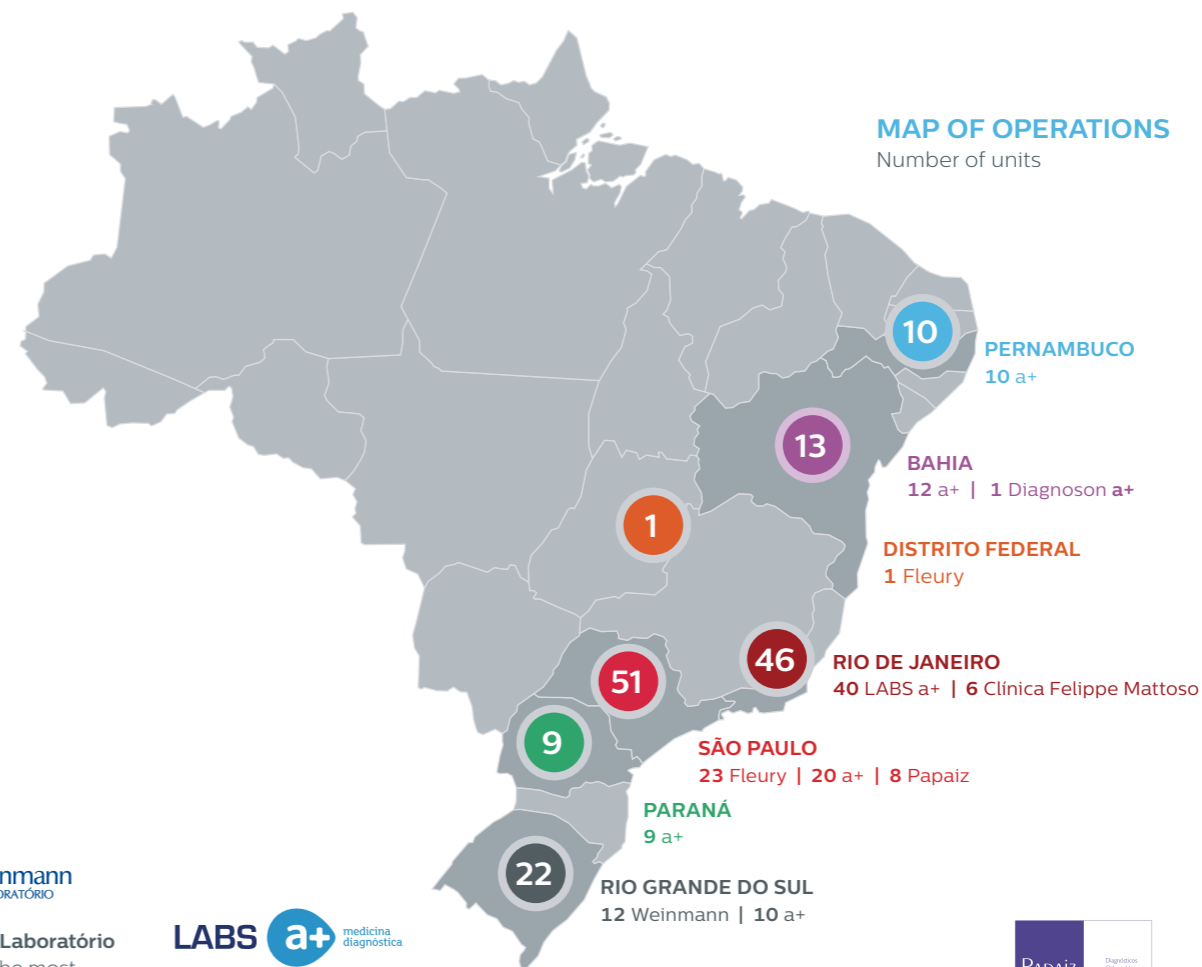 MAP OF OPERATIONS
Number of units
10
PERNAMBUCO
10 a+
13
BAHIA
12 a+ | 1 Diagnoson a+
1
DISTRITO FEDERAL
1 Fleury
46
RIO DE JANEIRO
40 LABS a+ | 6 Clínica Felippe Mattoso
51
SÃO PAULO
23 Fleury | 20 a+ | 8 Papaiz
9
PARANÁ
9 a+
22
RIO GRANDE DO SUL
12 Weinmann | 10 a+
Laboratório
LABS a+ medicina
diagnóstica
Diagnósticos